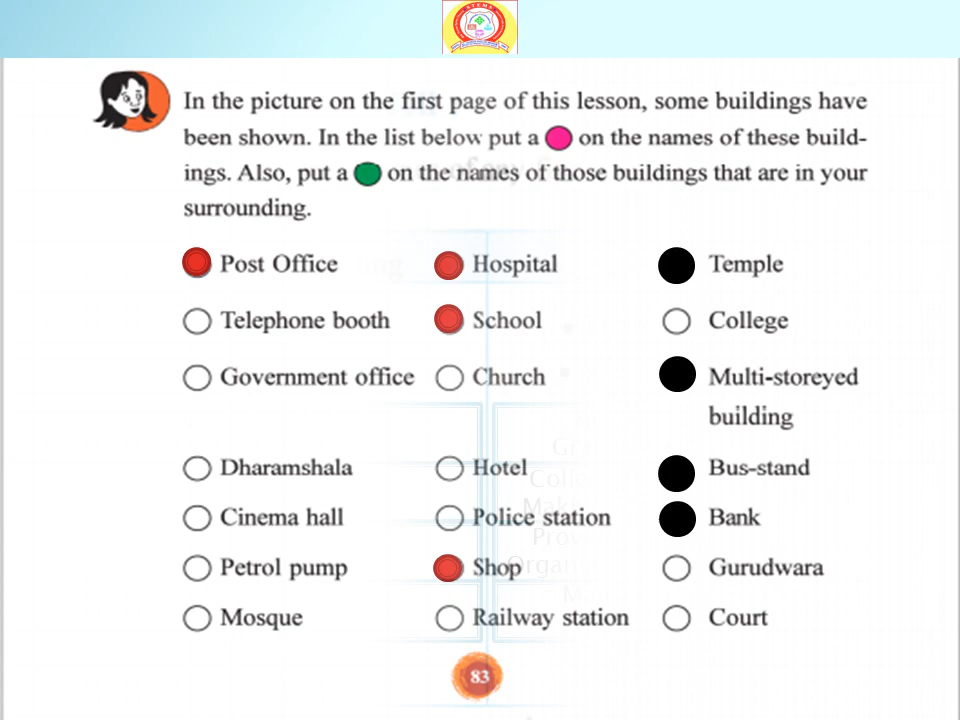 In the picture on the first page of this lesson, some buildings have
been shown. In the list below put a on the names of these build-
ings. Also, put a on the names of those buildings that are in your
surrounding.
Post Office Hospital Temple
Telephone booth School College
Government office Church Multi-storeyed
building
Dharamshala Hotel Bus-stand
Cinema hall Police station Bank
Petrol pump Shop Gurudwara
Mosque Railway station Court
83